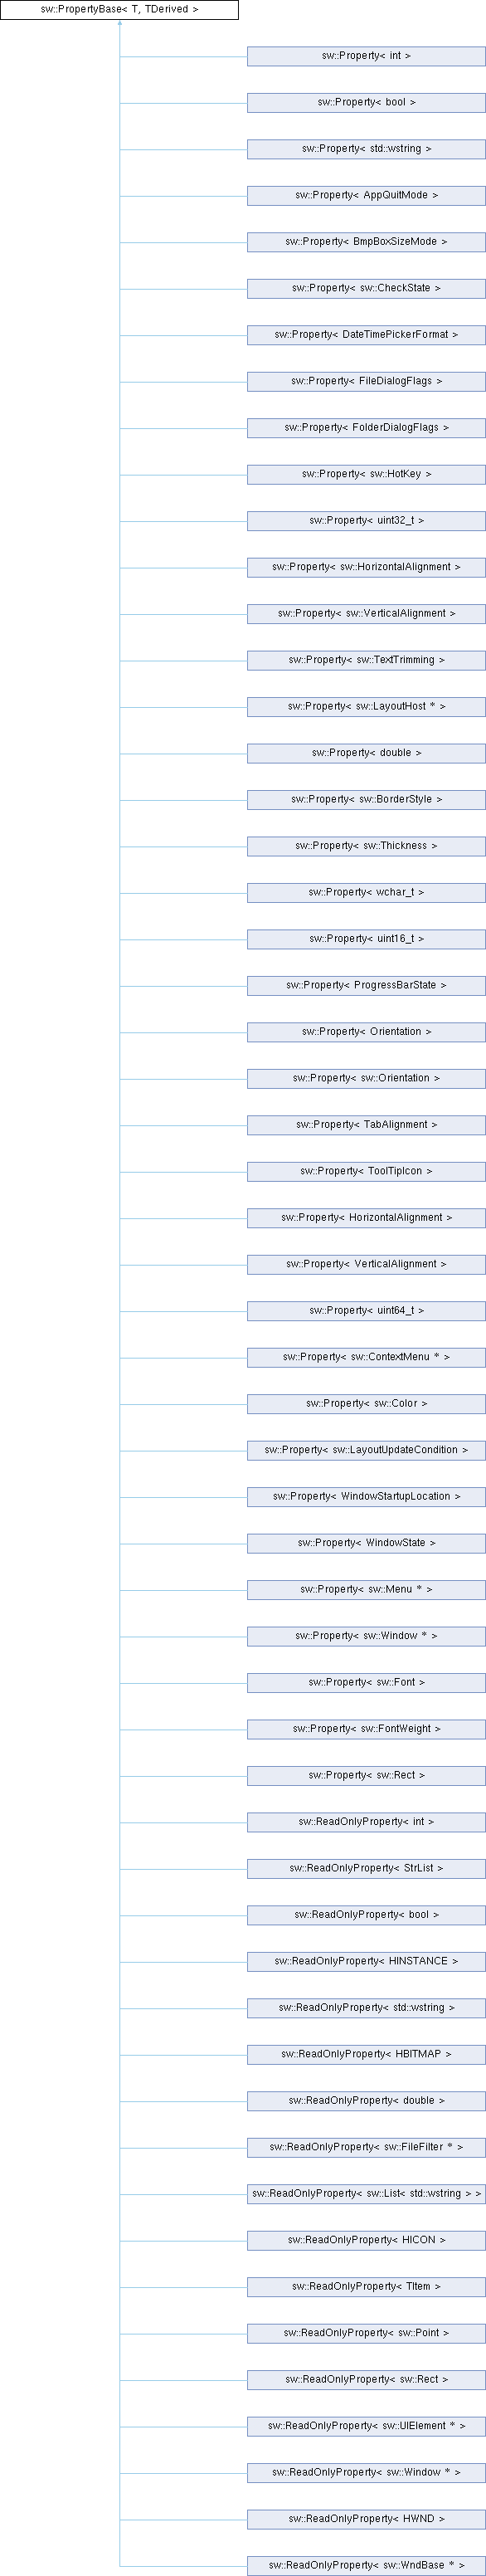 sw::PropertyBase< T, TDerived >
sw::Property< int >
sw::Property< bool >
sw::Property< std::wstring >
sw::Property< AppQuitMode >
sw::Property< BmpBoxSizeMode >
sw::Property< sw::CheckState >
sw::Property< DateTimePickerFormat >
sw::Property< FileDialogFlags >
sw::Property< FolderDialogFlags >
sw::Property< sw::HotKey >
sw::Property< uint32_t >
sw::Property< sw::HorizontalAlignment >
sw::Property< sw::VerticalAlignment >
sw::Property< sw::TextTrimming >
sw::Property< sw::LayoutHost * >
sw::Property< double >
sw::Property< sw::BorderStyle >
sw::Property< sw::Thickness >
sw::Property< wchar_t >
sw::Property< uint16_t >
sw::Property< ProgressBarState >
sw::Property< Orientation >
sw::Property< sw::Orientation >
sw::Property< TabAlignment >
sw::Property< ToolTipIcon >
sw::Property< HorizontalAlignment >
sw::Property< VerticalAlignment >
sw::Property< uint64_t >
sw::Property< sw::ContextMenu * >
sw::Property< sw::Color >
sw::Property< sw::LayoutUpdateCondition >
sw::Property< WindowStartupLocation >
sw::Property< WindowState >
sw::Property< sw::Menu * >
sw::Property< sw::Window * >
sw::Property< sw::Font >
sw::Property< sw::FontWeight >
sw::Property< sw::Rect >
sw::ReadOnlyProperty< int >
sw::ReadOnlyProperty< StrList >
sw::ReadOnlyProperty< bool >
sw::ReadOnlyProperty< HINSTANCE >
sw::ReadOnlyProperty< std::wstring >
sw::ReadOnlyProperty< HBITMAP >
sw::ReadOnlyProperty< double >
sw::ReadOnlyProperty< sw::FileFilter * >
sw::ReadOnlyProperty< sw::List< std::wstring > >
sw::ReadOnlyProperty< HICON >
sw::ReadOnlyProperty< TItem >
sw::ReadOnlyProperty< sw::Point >
sw::ReadOnlyProperty< sw::Rect >
sw::ReadOnlyProperty< sw::UIElement * >
sw::ReadOnlyProperty< sw::Window * >
sw::ReadOnlyProperty< HWND >
sw::ReadOnlyProperty< sw::WndBase * >